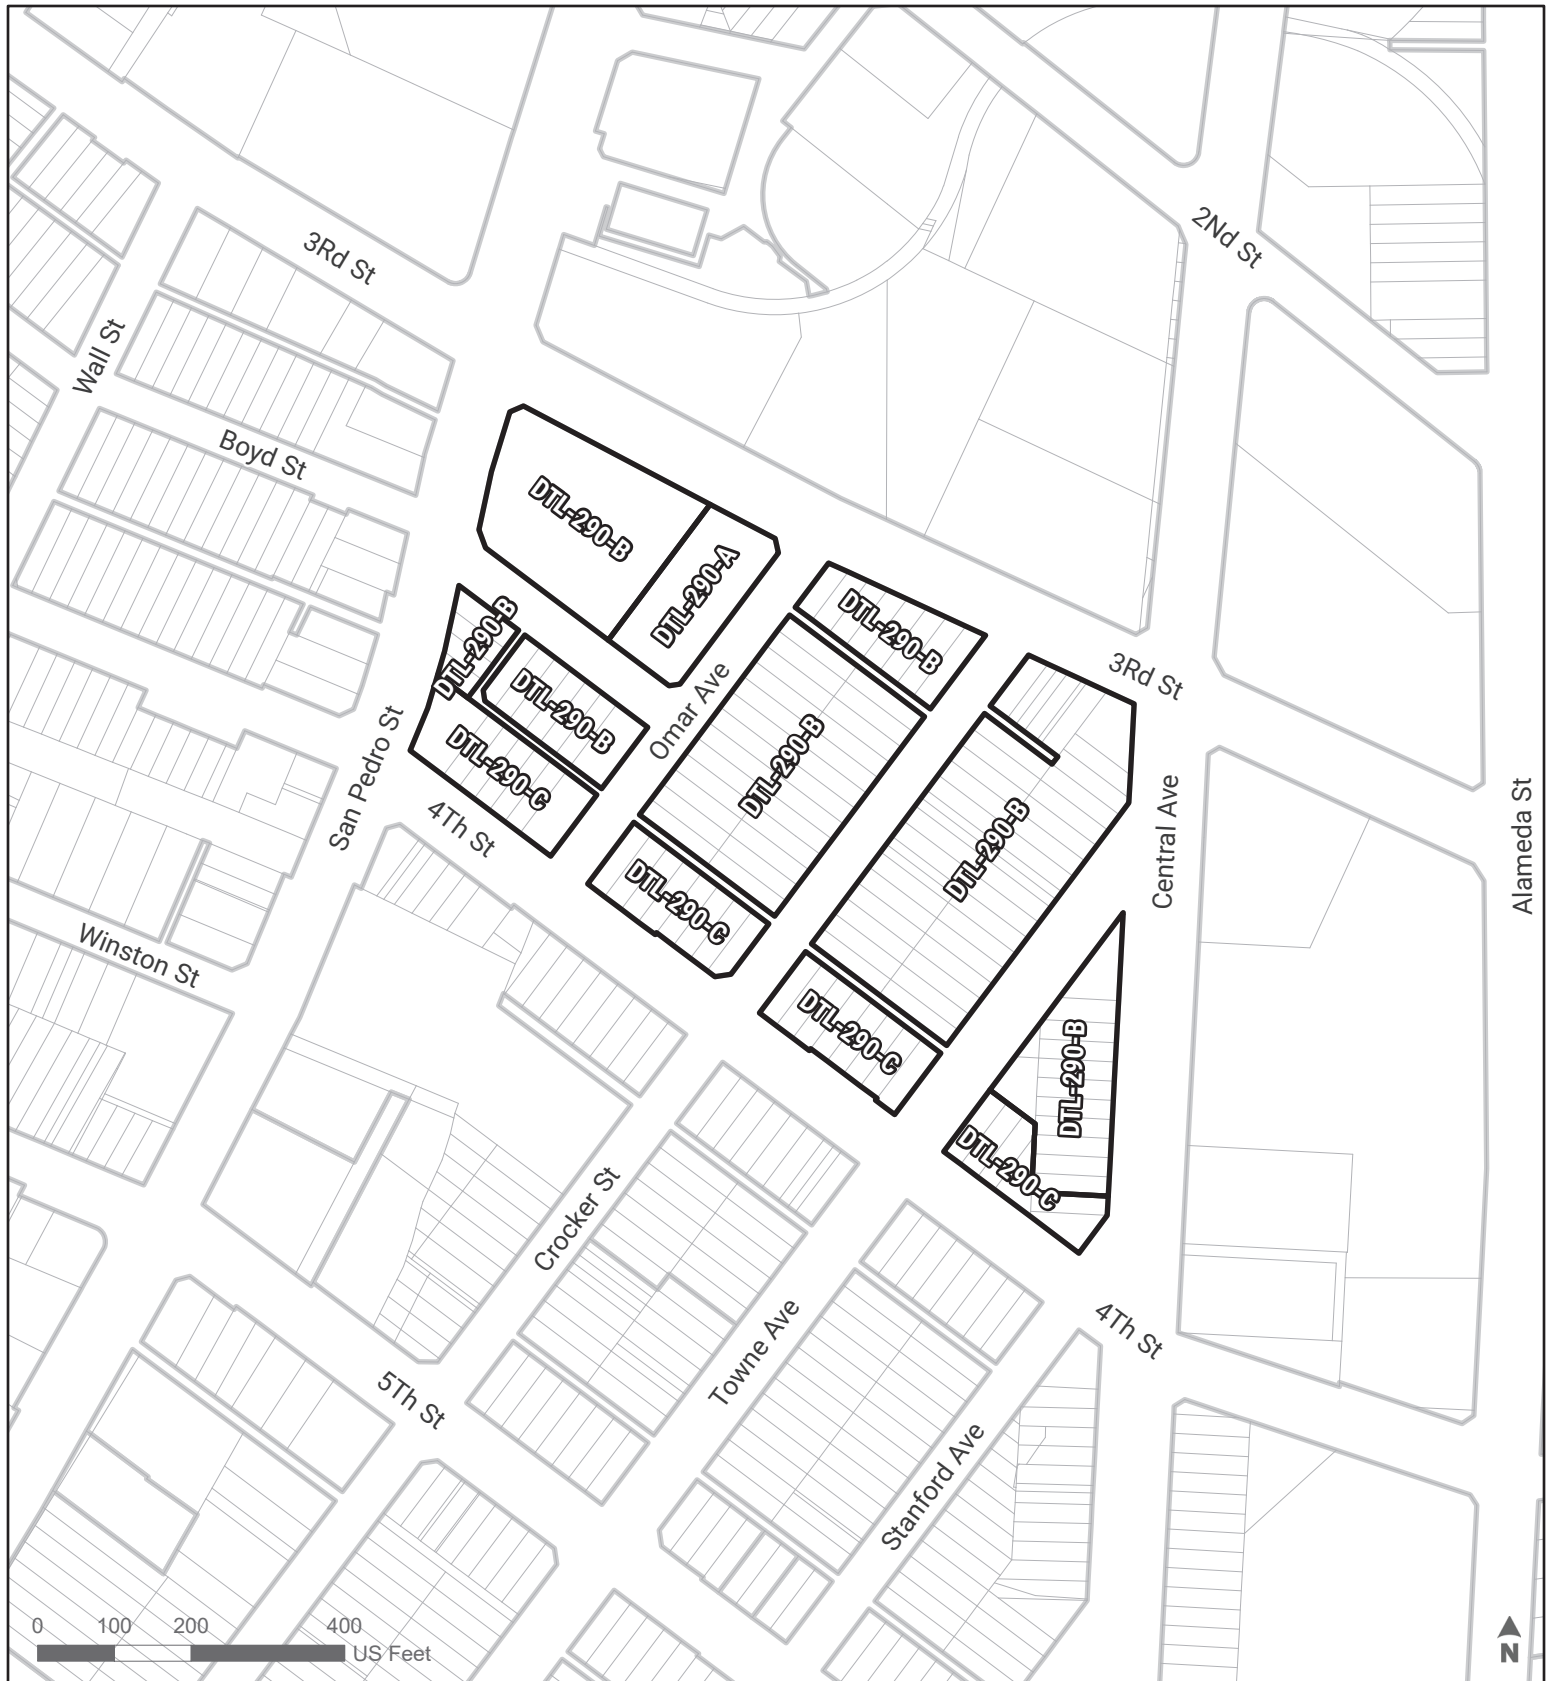 2Nd St
3Rd St
Wall St
Boyd St
DTL-290-B
DTL-290-A
DTL-290-B
DTL-290-B
DTL-290-B
3Rd St
DTL-290-C
Omar Ave
DTL-290-B
San Pedro St
4Th St
DTL-290-B
Central Ave
Alameda St
DTL-290-C
Winston St
DTL-290-C
DTL-290-B
DTL-290-C
Crocker St
4Th St
Towne Ave
5Th St
Stanford Ave
0 100 200 400
US Feet
N